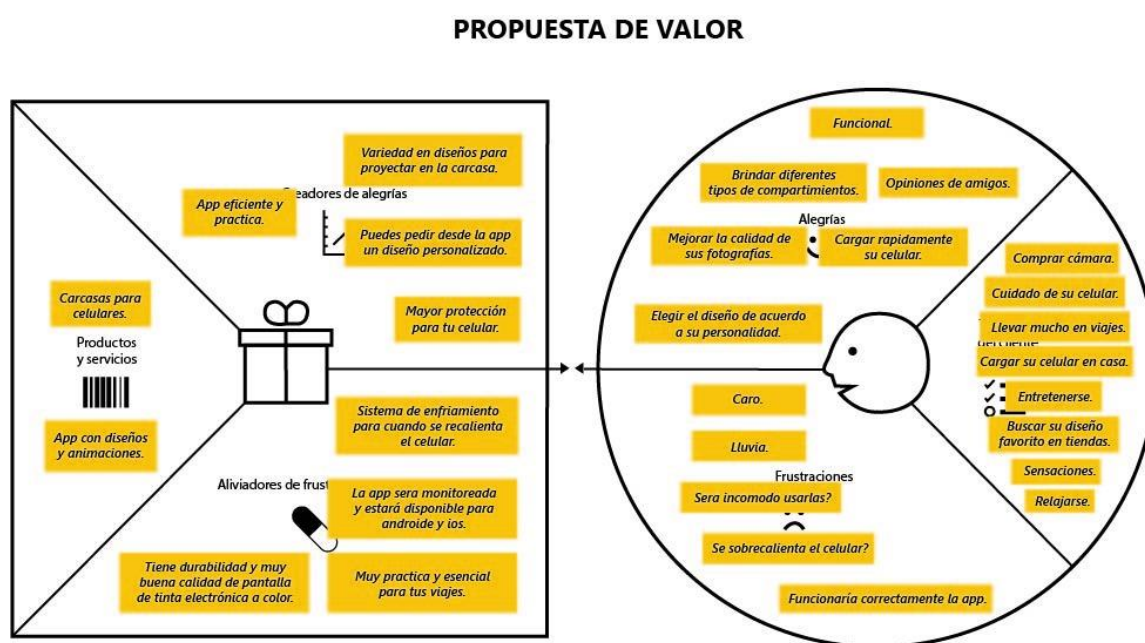 PROPUESTA DE VALOR
Variedad en diseños para
proyectar en la carcasa.
App eficiente y
practica.
eadores de alegrías
Puedes pedir desde la app
un diseño personalizado.
Carcasas para
celulares.
Mayor protección
para tu celular.
Productos
y servicios
App con diseños
y animaciones.
Sistema de enfriamiento
para cuando se recalienta
el celular.
Aliviadores de frust
La app sera monitoreada
y estará disponible para
androide y ios.
Tiene durabilidad y muy
buena calidad de pantalla
de tinta electrónica a color.
Muy practica y esencial
para tus viajes.
Funcional.
Brindar diferentes
tipos de compartimientos.
Opiniones de amigos.
Alegrías
Mejorar la calidad de
sus fotografías.
Cargar rapidamente
su celular.
Elegir el diseño de acuerdo
a su personalidad.
Comprar cámara.
Cuidado de su celular.
Llevar mucho en viajes.
Cargar su celular en casa.
Entretenerse.
Buscar su diseño
favorito en tiendas.
Sensaciones.
Relajarse.
Caro.
Lluvia.
Frustraciones
Sera incomodo usarlas?
Se sobrecalienta el celular?
Funcionaría correctamente la app.